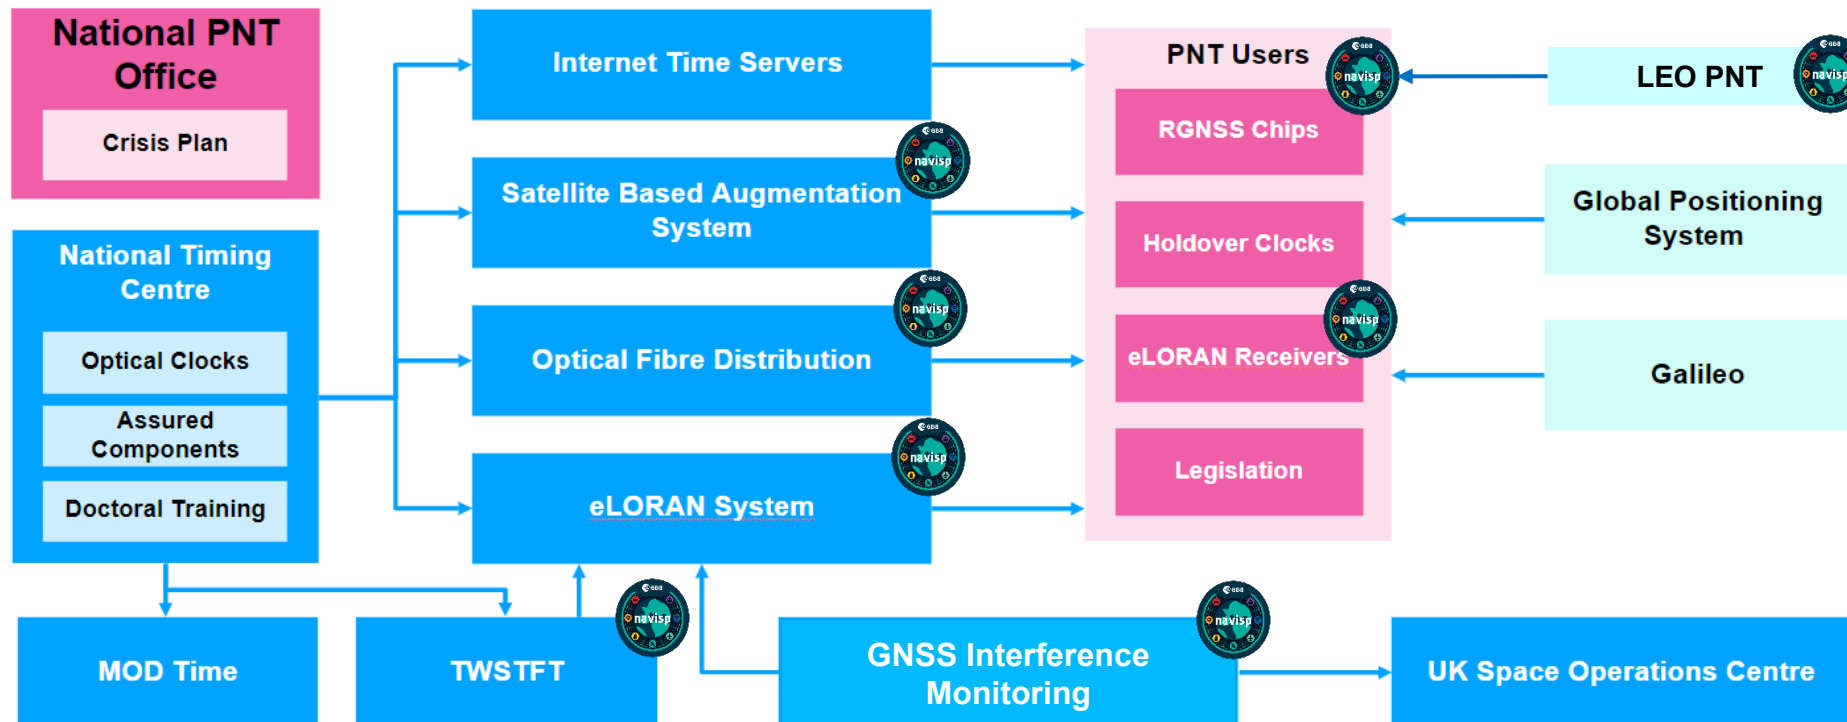 National PNT
Office
Crisis Plan
National Timing
Centre
Optical Clocks
Assured
Components
Doctoral Training
Internet Time Servers
Satellite Based Augmentation
System
navisp
Optical Fibre Distribution
navisp
eLORAN System
navisp
PNT Users
navisp
RGNSS Chips
Holdover Clocks
eLORAN Receivers
navisp
Legislation
LEO PNT
navisp
Global Positioning
System
Galileo
MOD Time
TWSTFT
navisp
GNSS Interference
Monitoring
navisp
UK Space Operations Centre